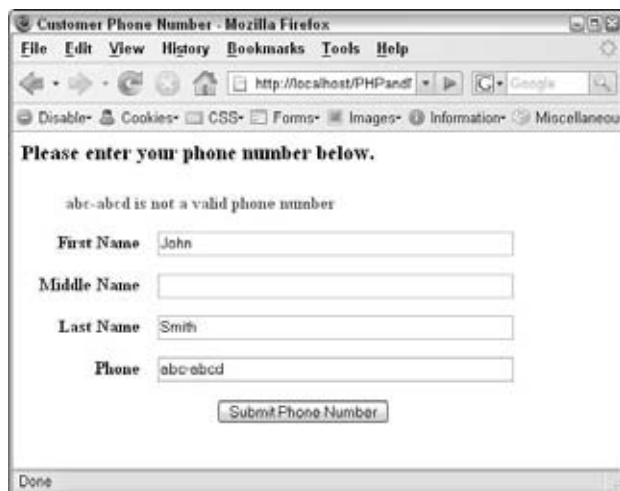 Customer Phone Number - Mozilla Firefox
File Edit View History Bookmarks Tools Help
http://localhost/PHPandM G Google
Disable Cookies CSS Forms Images Information Miscellaneou
Please enter your phone number below.
abc-abcd is not a valid phone number
First Name John
Middle Name
Last Name Smith
Phone abc-abcd
Submit Phone Number
Done